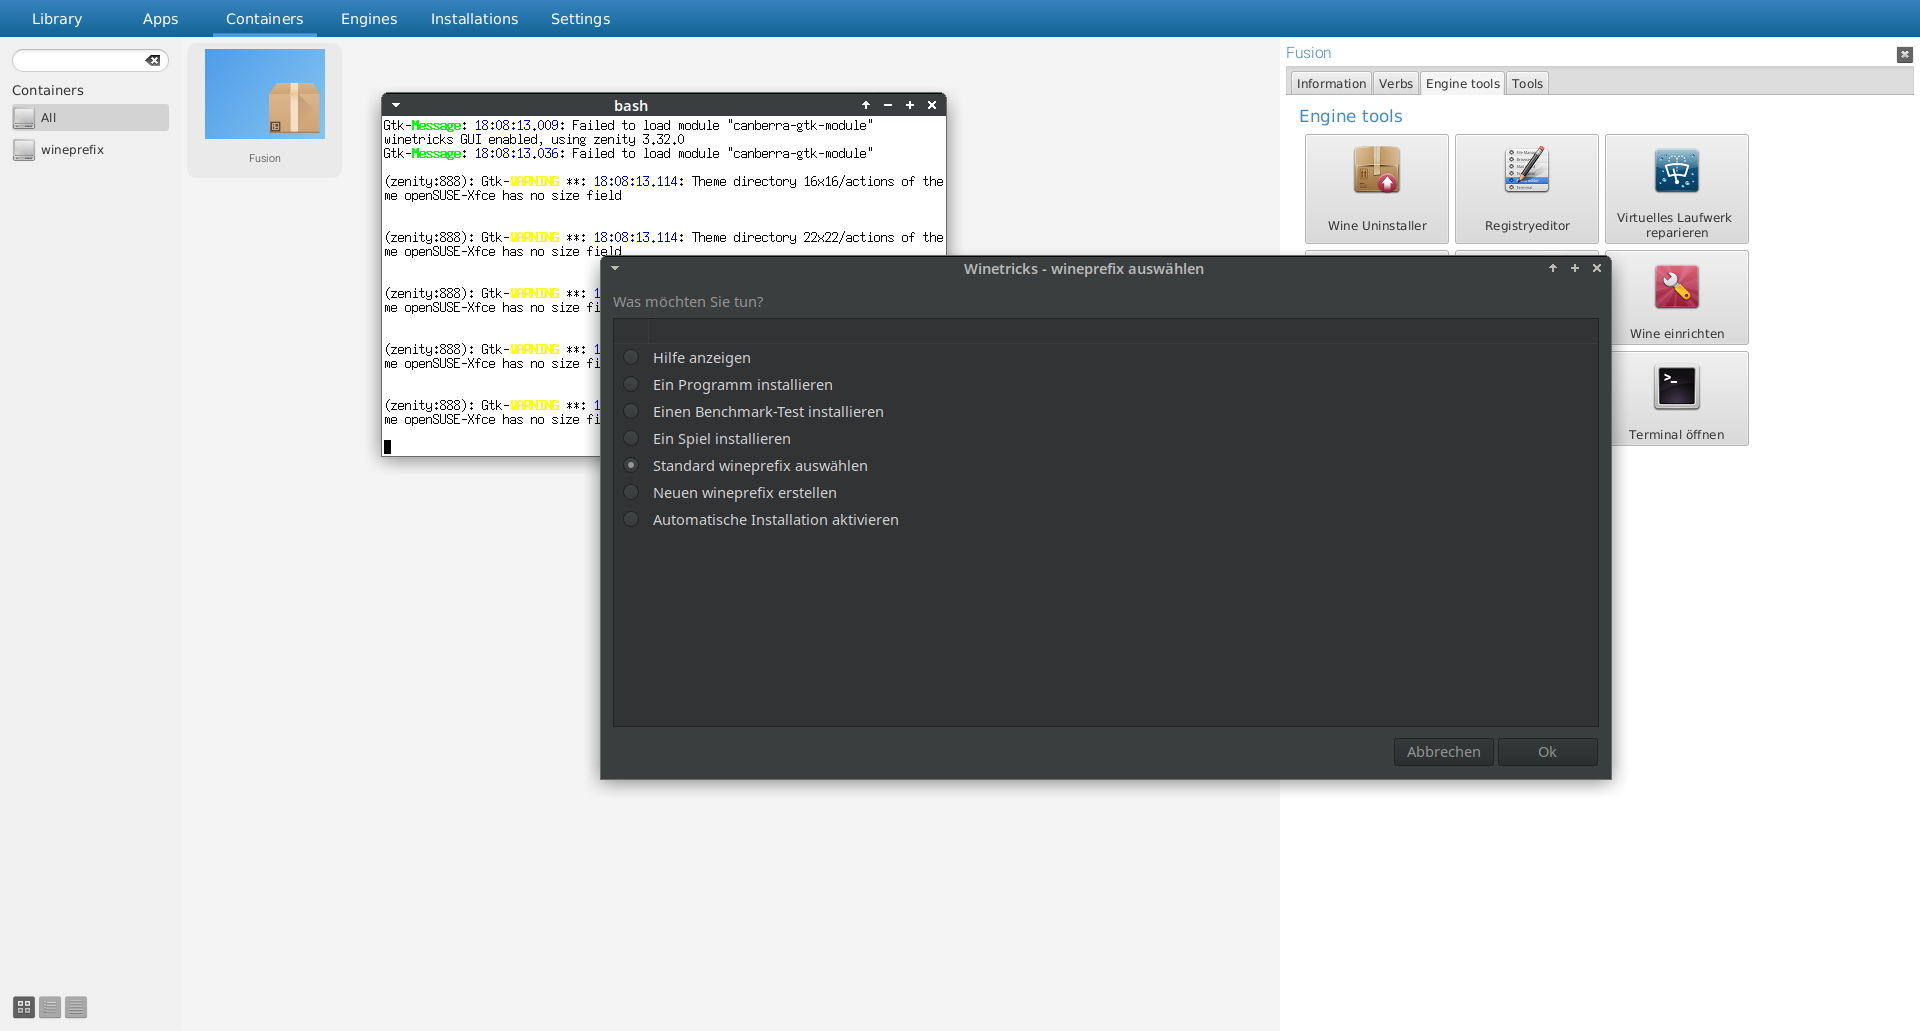 Library Apps Containers Engines Installations Settings
Containers
All
wineprefix
Fusion
bash
Gtk-Message: 18:08:13.009: Failed to load module "canberra-gtk-module"
winetricks GUI enabled, using zenity 3.32.0
Gtk-Message: 18:08:13.036: Failed to load module "canberra-gtk-module"
(zenity:888): Gtk-WARNING **: 18:08:13.114: Theme directory 16x16/actions of the
me openSUSE-Xfce has no size field
(zenity:888): Gtk-WARNING **: 18:08:13.114: Theme directory 22x22/actions of the
me openSUSE-Xfce has no size field
(zenity:888): Gtk-WARNING **: 1
me openSUSE-Xfce has no size fi
(zenity:888): Gtk-WARNING **: 1
me openSUSE-Xfce has no size fi
(zenity:888): Gtk-WARNING **: 1
me openSUSE-Xfce has no size fi
Winetricks - wineprefix auswählen
Was möchten Sie tun?
Hilfe anzeigen
Ein Programm installieren
Einen Benchmark-Test installieren
Ein Spiel installieren
Standard wineprefix auswählen
Neuen wineprefix erstellen
Automatische Installation aktivieren
Abbrechen Ok
Fusion
Information Verbs Engine tools Tools
Engine tools
Wine Uninstaller
Registryeditor
Virtuelles Laufwerk
reparieren
Wine einrichten
Terminal öffnen